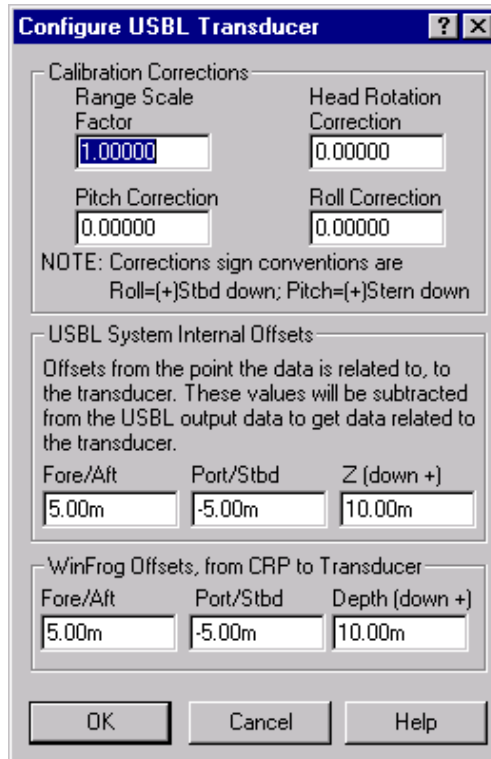 Configure USBL Transducer
? X
Calibration Corrections
Range Scale Factor
1.00000
Head Rotation Correction
0.00000
Pitch Correction
0.00000
Roll Correction
0.00000
NOTE: Corrections sign conventions are
Roll=(+)Stbd down; Pitch=(+)Stern down
USBL System Internal Offsets
Offsets from the point the data is related to, to
the transducer. These values will be subtracted
from the USBL output data to get data related to
the transducer.
Fore/Aft Port/Stbd Z (down +)
5.00m -5.00m 10.00m
WinFrog Offsets, from CRP to Transducer
Fore/Aft Port/Stbd Depth (down +)
5.00m -5.00m 10.00m
OK Cancel Help